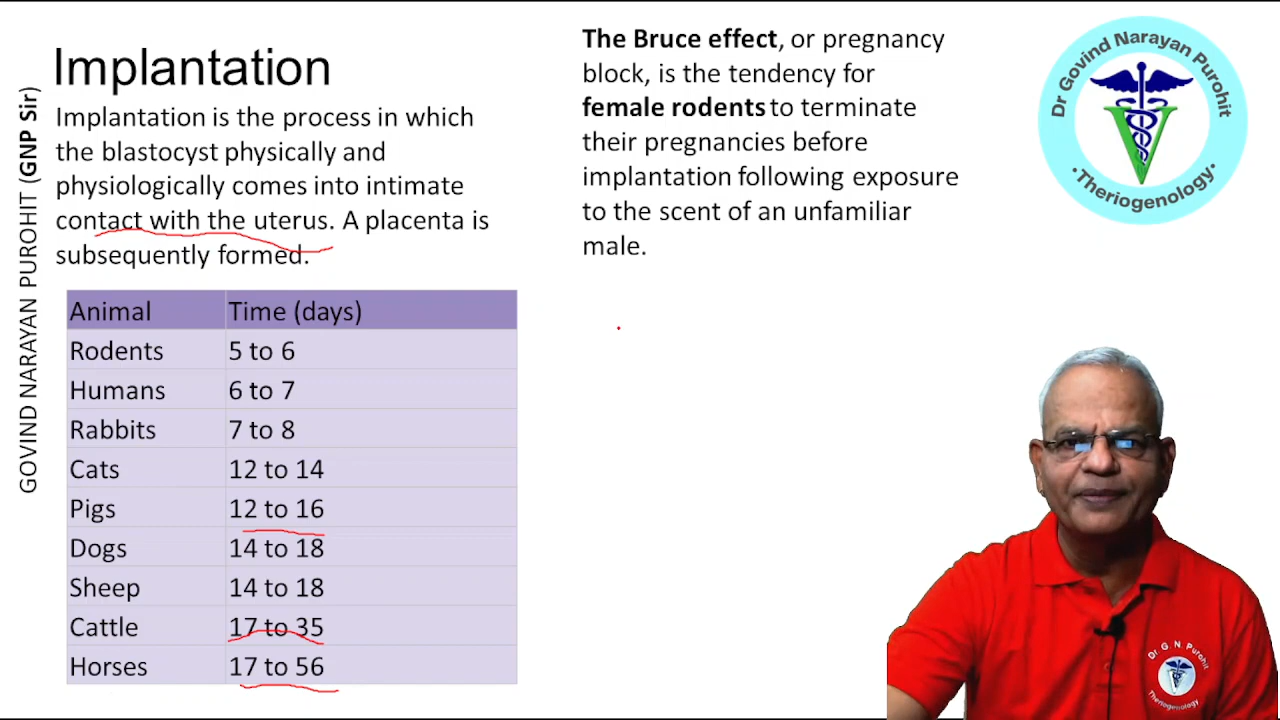 Implantation
Implantation is the process in which
the blastocyst physically and
physiologically comes into intimate
contact with the uterus. A placenta is
subsequently formed.
Animal Time (days)
Rodents 5 to 6
Humans 6 to 7
Rabbits 7 to 8
Cats 12 to 14
Pigs 12 to 16
Dogs 14 to 18
Sheep 14 to 18
Cattle 17 to 35
Horses 17 to 56
GOVIND NARAYAN PUROHIT (GNP Sir)
The Bruce effect, or pregnancy
block, is the tendency for
female rodents to terminate
their pregnancies before
implantation following exposure
to the scent of an unfamiliar
male.
Dr Govind Narayan Purohit
•Theriogenology•
Dr G. N. Purohit
Theriogenology